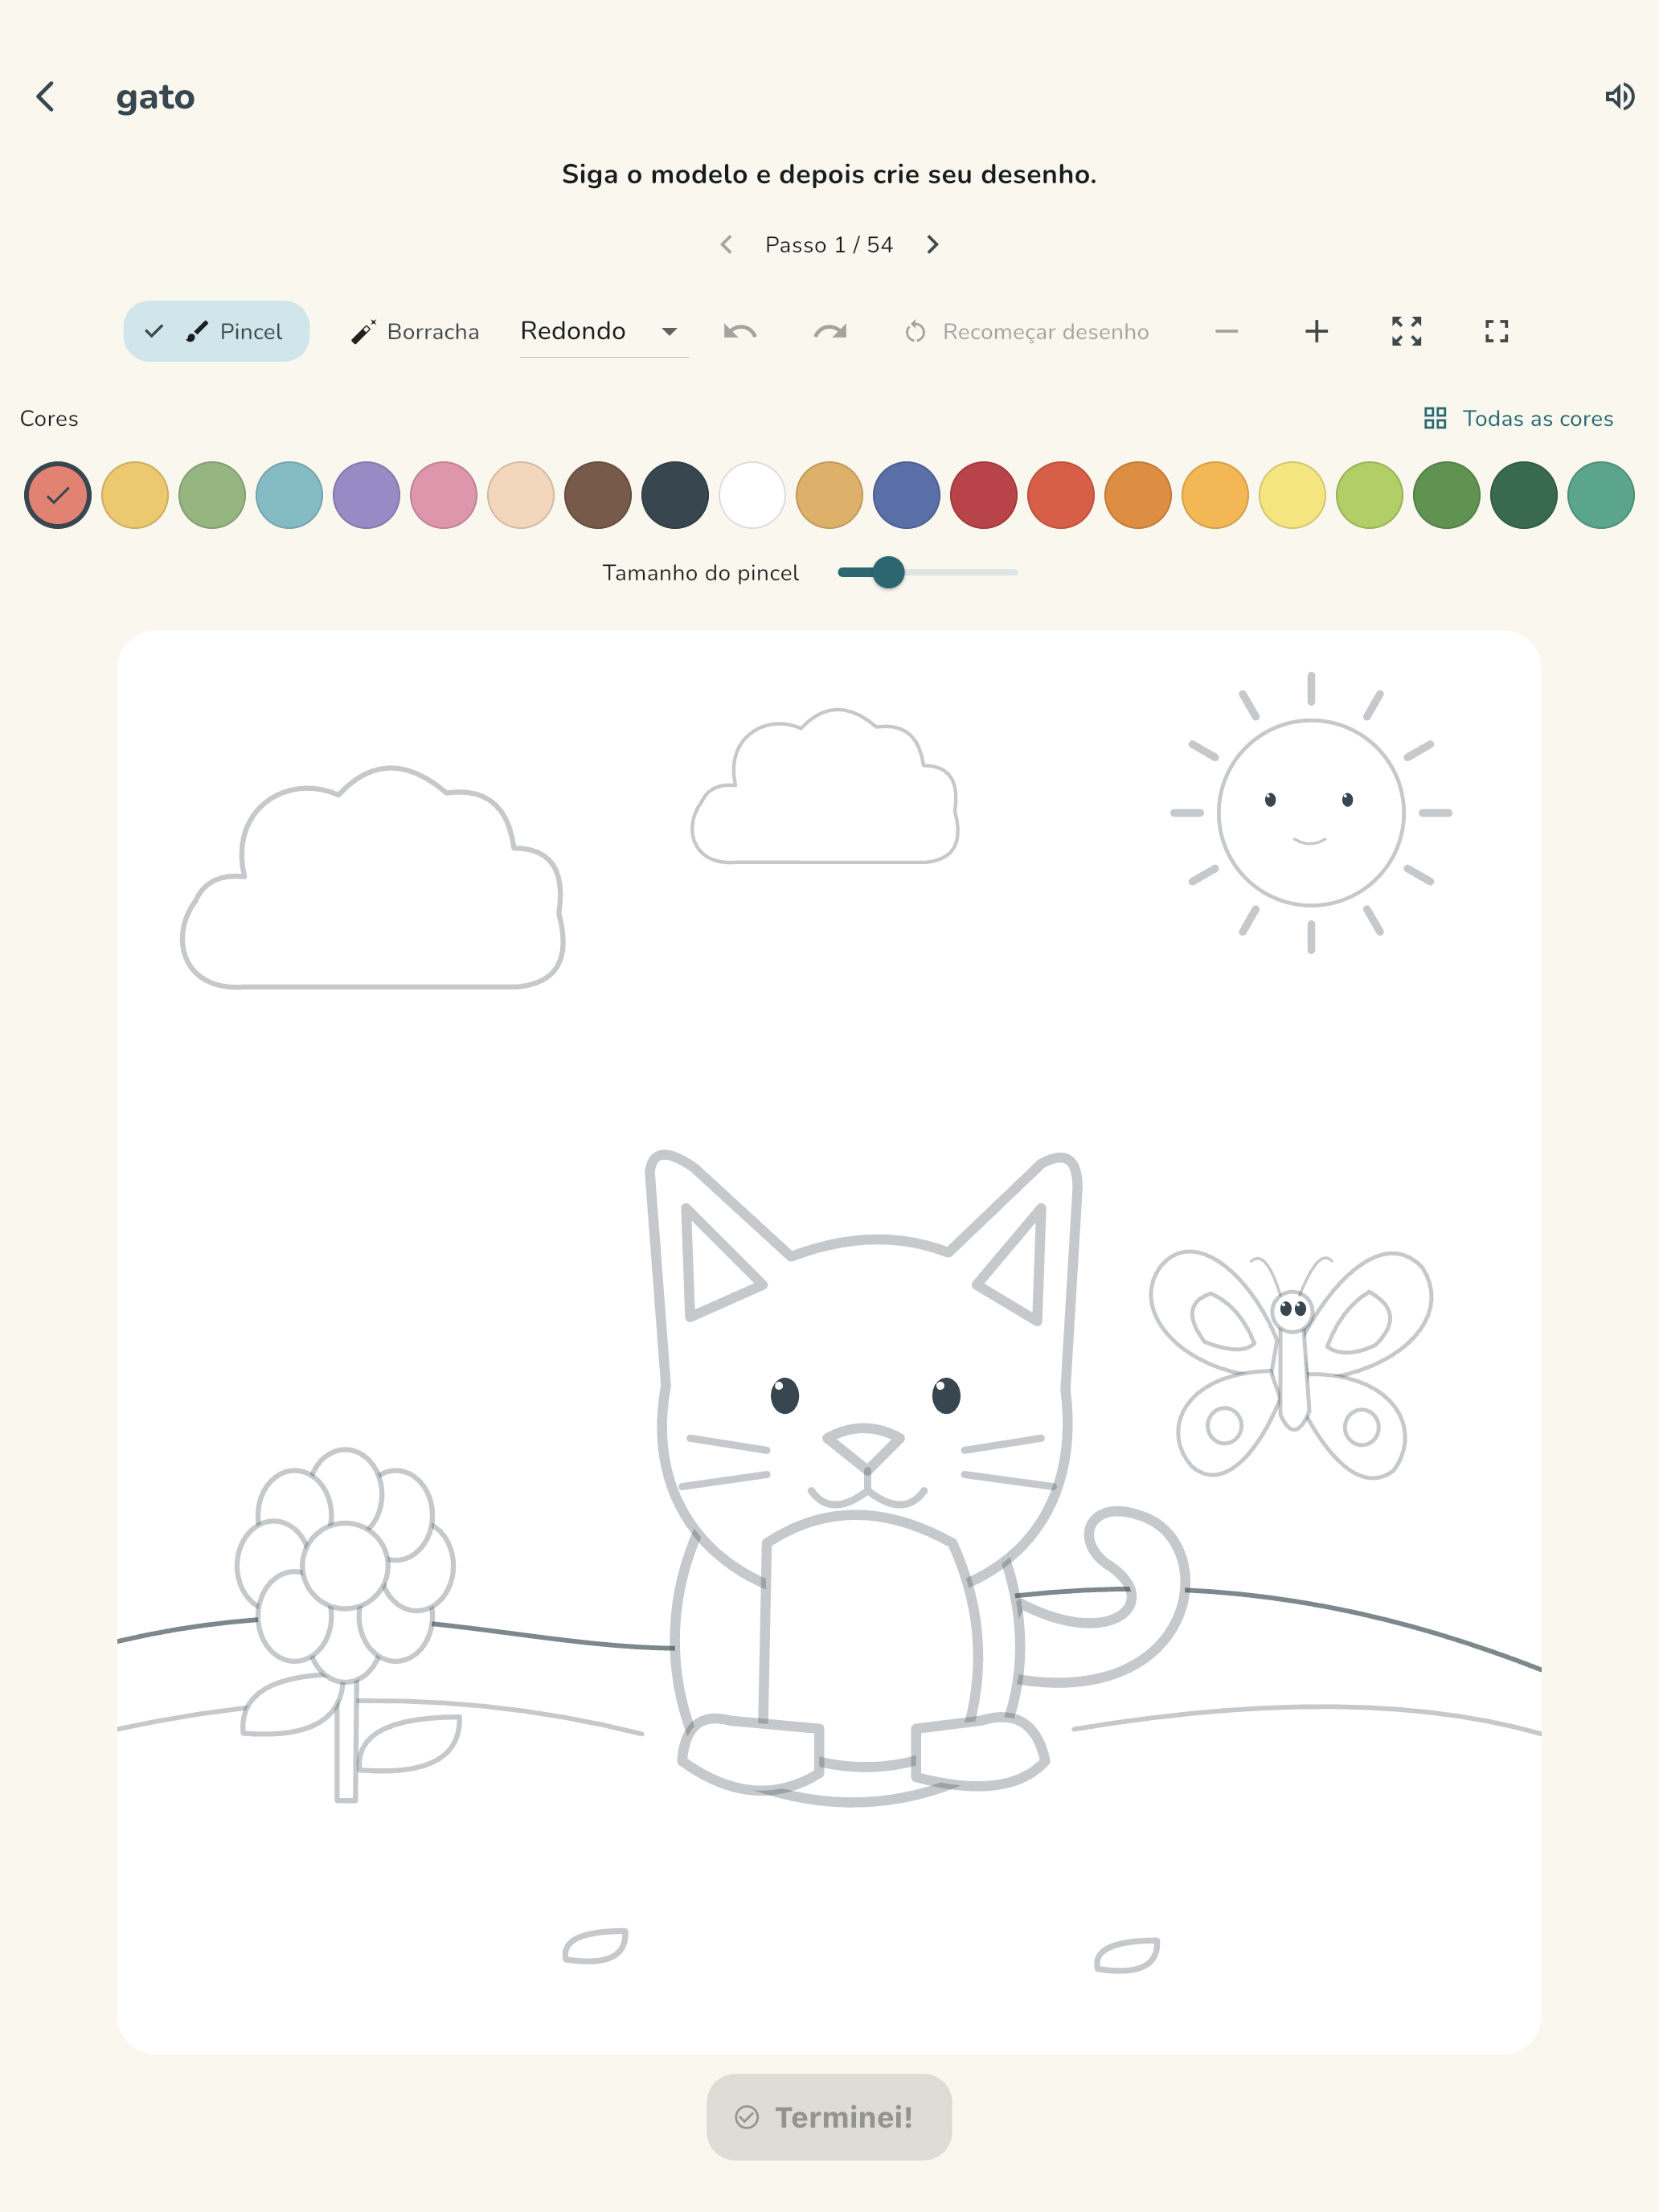 gato
Siga o modelo e depois crie seu desenho.
Passo 1 / 54
Pincel Borracha Redondo Recomeçar desenho
Cores Todas as cores
Tamanho do pincel
Terminei!